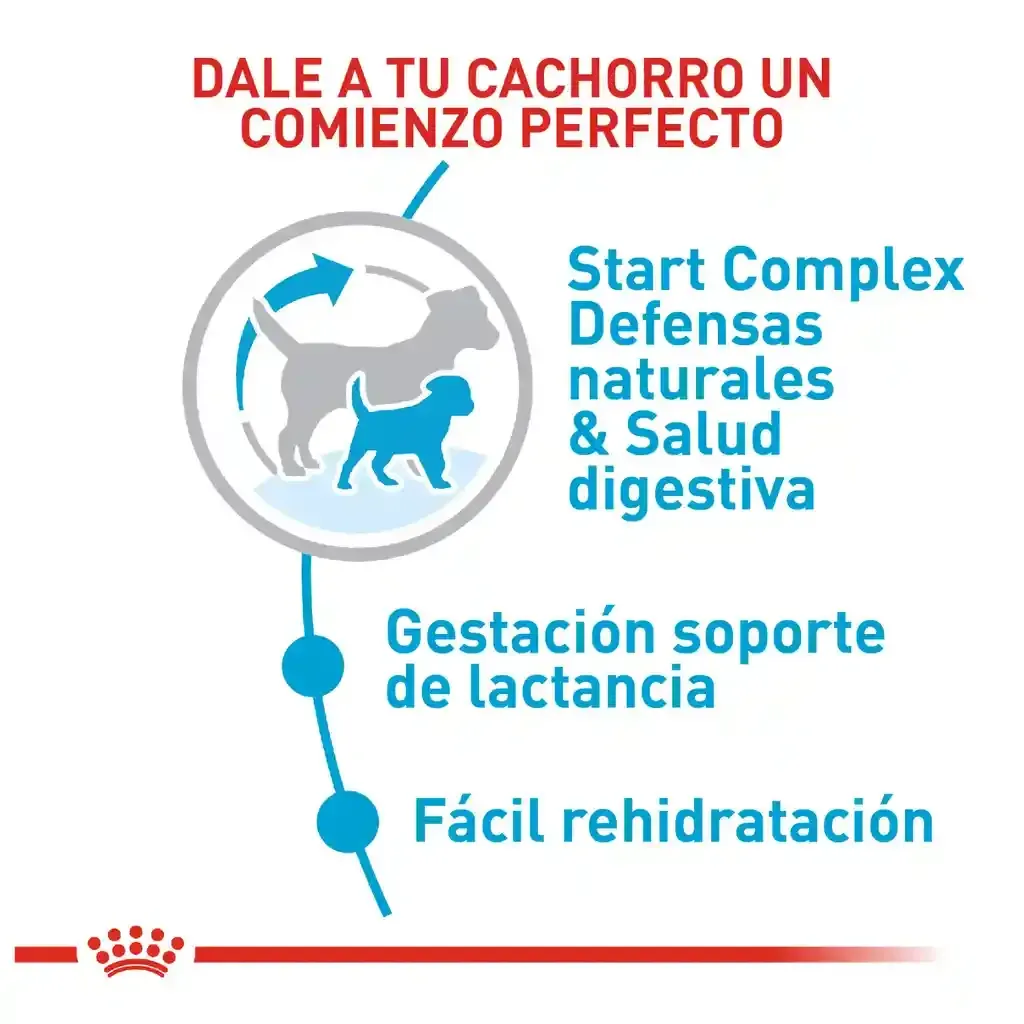 DALE A TU CACHORRO UN
COMIENZO PERFECTO
Start Complex
Defensas
naturales
& Salud
digestiva
Gestación soporte
de lactancia
Fácil rehidratación